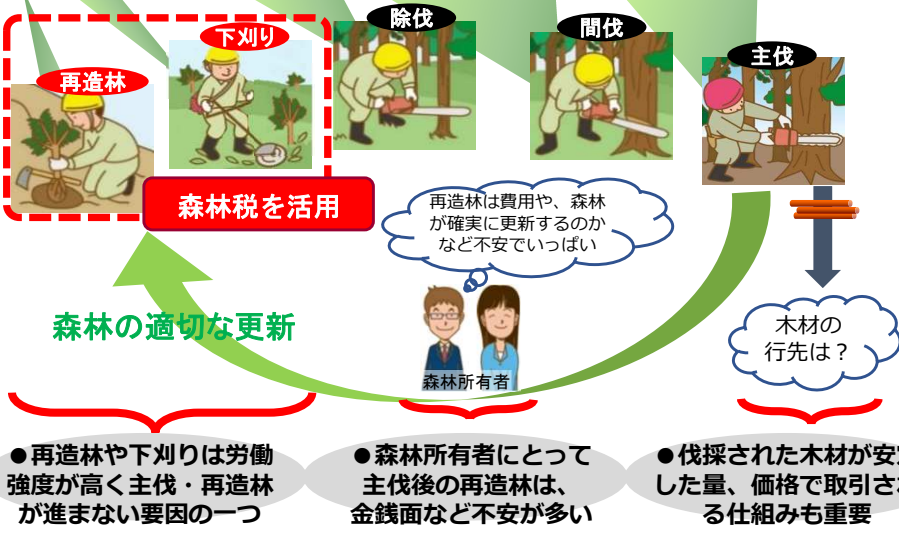 除伐
間伐
下刈り
主伐
再造林
森林税を活用
再造林は費用や、森林
が確実に更新するのか
など不安でいっぱい
森林の適切な更新
木材の
行先は？
森林所有者
●再造林や下刈りは労働
強度が高く主伐・再造林
が進まない要因の一つ
●森林所有者にとって
主伐後の再造林は、
金銭面など不安が多い
●伐採された木材が安
した量、価格で取引さ
る仕組みも重要